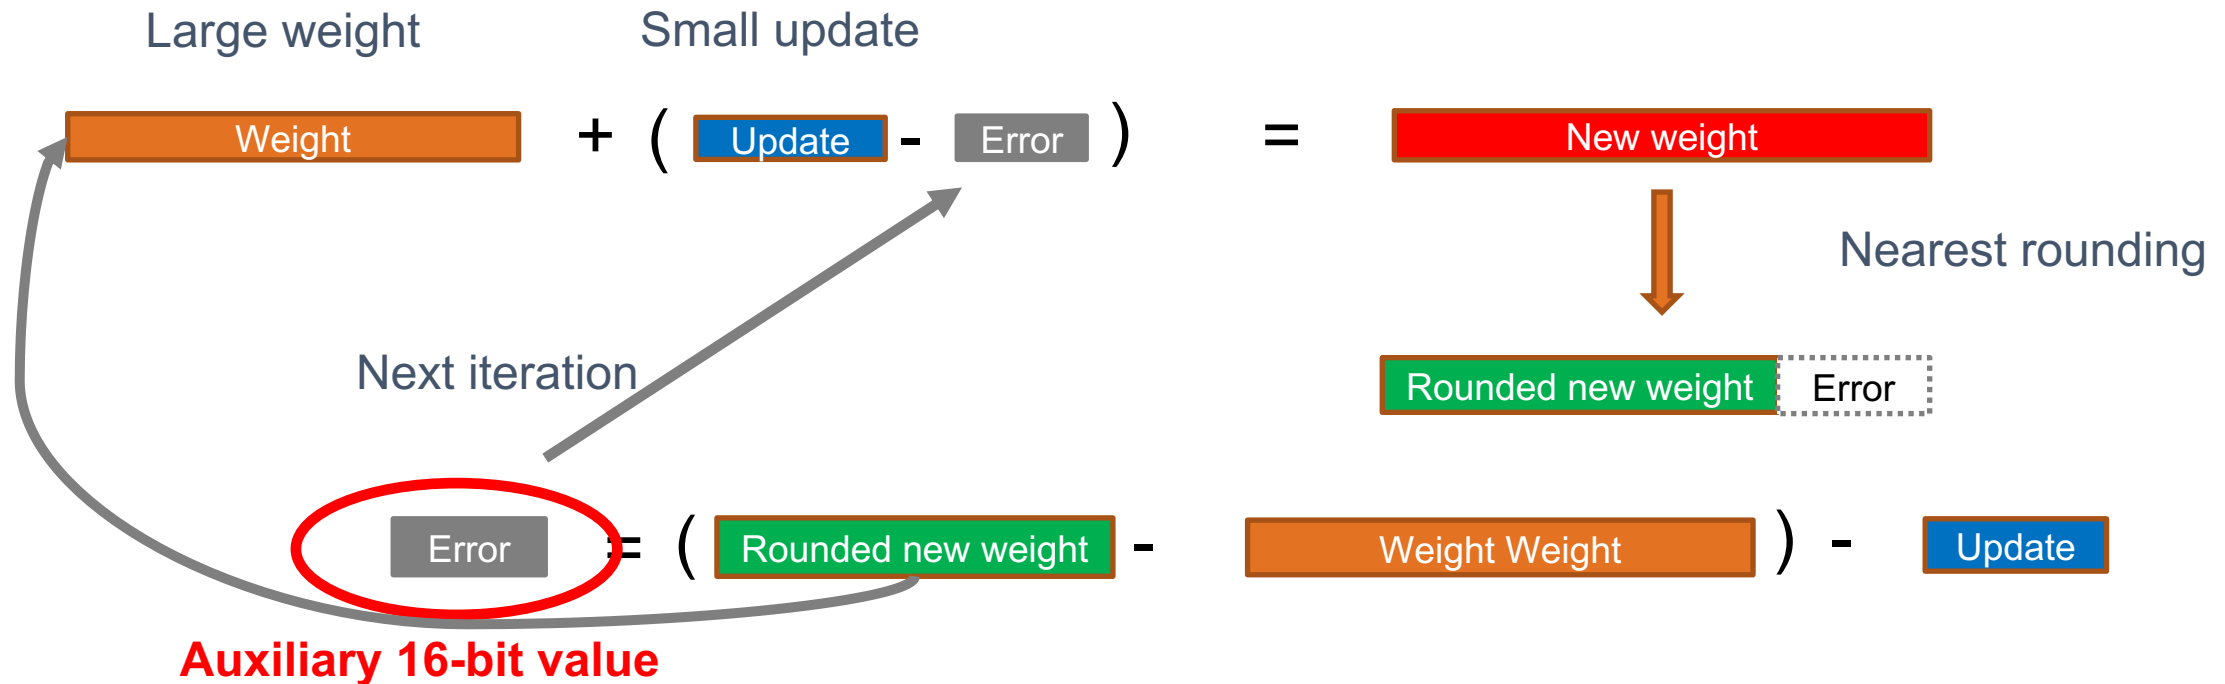 Large weight
Small update
Weight + ( Update - Error ) = New weight
Nearest rounding
Next iteration
Rounded new weight Error
Error = ( Rounded new weight - Weight Weight ) - Update
Auxiliary 16-bit value